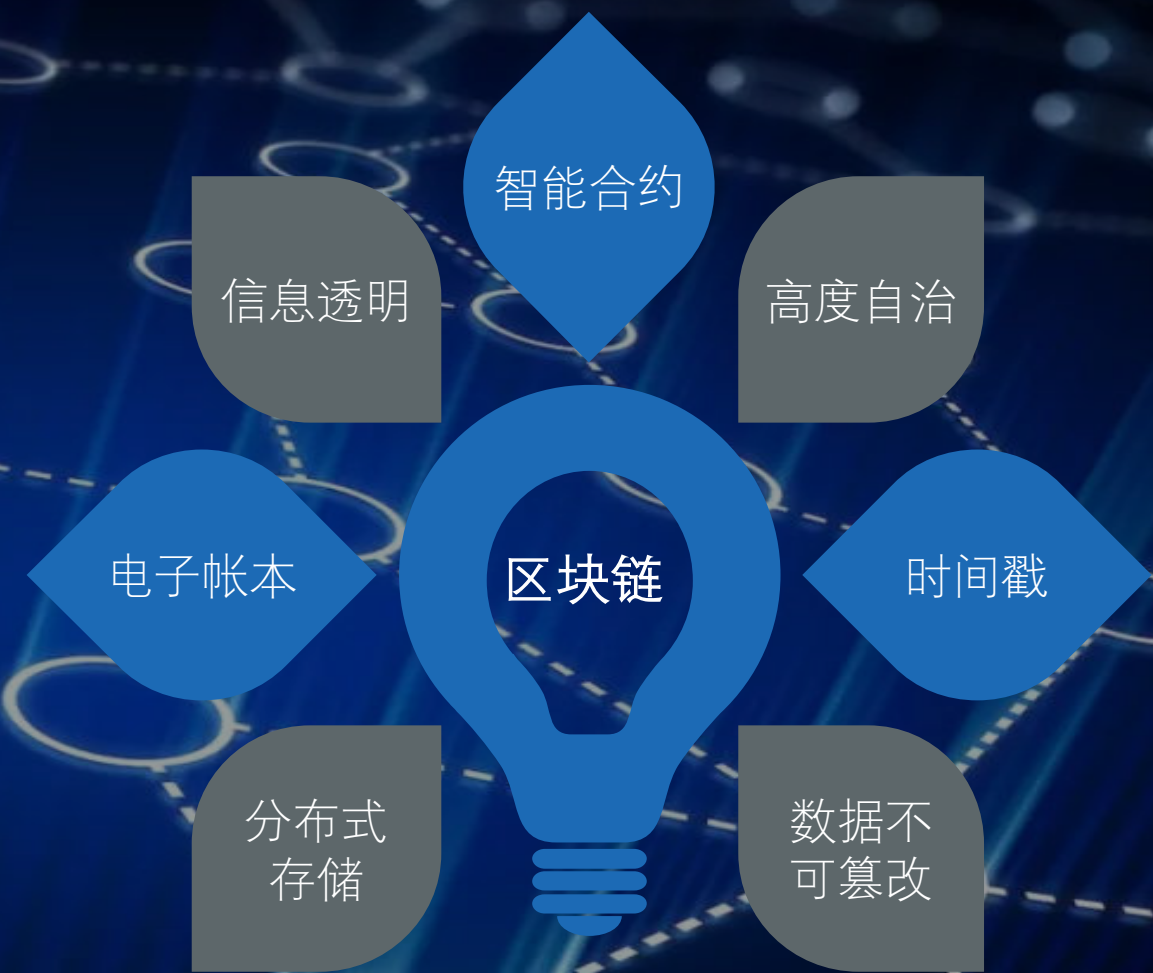 智能合约
信息透明
高度自治
电子帐本
区块链
时间戳
分布式
存储
数据不
可篡改